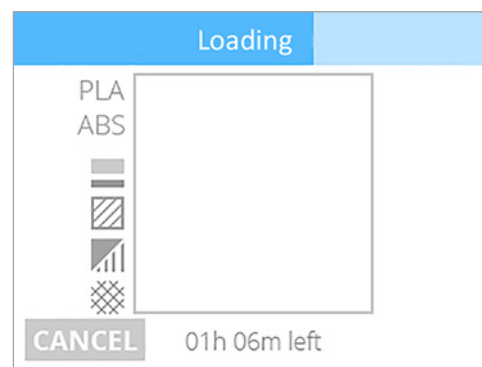 Loading
PLA
ABS
CANCEL
01h 06m left